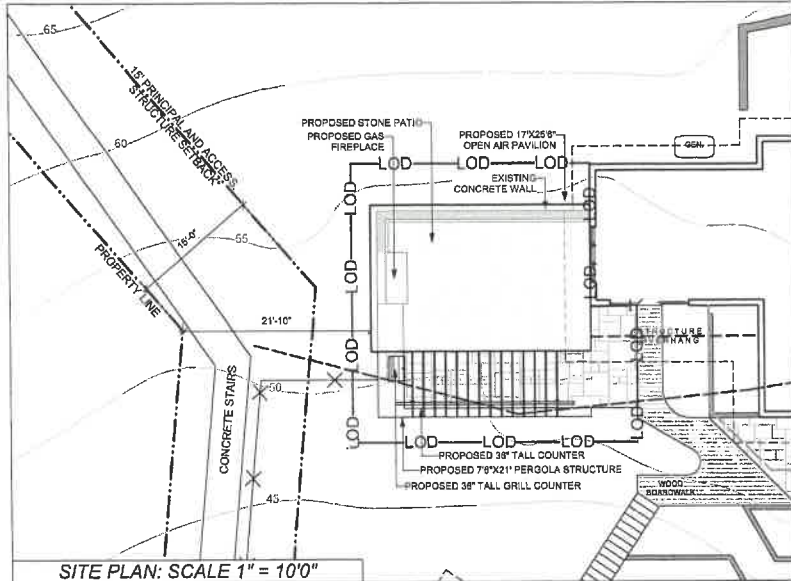 65
15' PRINCIPAL AND ACCESS.
STRUCTURE SETBACK
60
PROPOSED STONE PATIO
PROPOSED GAS
FIREPLACE
PROPOSED 17'X25'6"
OPEN AIR PAVILION
GEN.
LOD LOD LOD
EXISTING
CONCRETE WALL
LOD
LOD
15'-0"
55
PROPERTY LINE
LOD
LOD
21'-10"
STRUCTURE
OVERHANG
LOD
LOD
50
CONCRETE STAIRS
LOD
LOD
LOD LOD LOD
PROPOSED 36" TALL COUNTER
PROPOSED 7'6"X21' PERGOLA STRUCTURE
PROPOSED 36" TALL GRILL COUNTER
WOOD
BOARDWALK
45
SITE PLAN: SCALE 1" = 10'0"